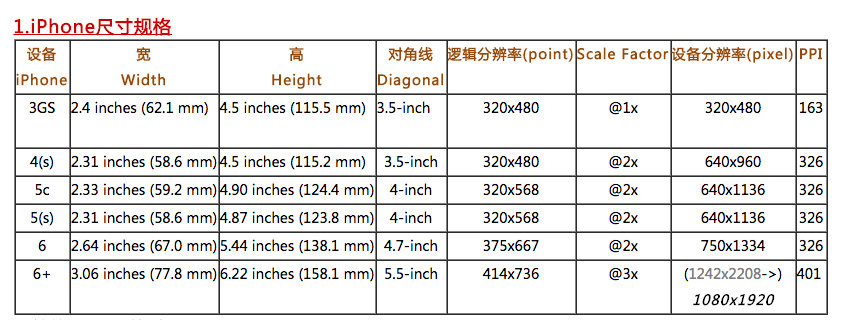 1.iPhone尺寸规格
设备 宽 高 对角线 逻辑分辨率(point) Scale Factor 设备分辨率(pixel) PPI
iPhone Width Height Diagonal
3GS 2.4 inches (62.1 mm) 4.5 inches (115.5 mm) 3.5-inch 320x480 @1x 320x480 163
4(s) 2.31 inches (58.6 mm) 4.5 inches (115.2 mm) 3.5-inch 320x480 @2x 640x960 326
5c 2.33 inches (59.2 mm) 4.90 inches (124.4 mm) 4-inch 320x568 @2x 640x1136 326
5(s) 2.31 inches (58.6 mm) 4.87 inches (123.8 mm) 4-inch 320x568 @2x 640x1136 326
6 2.64 inches (67.0 mm) 5.44 inches (138.1 mm) 4.7-inch 375x667 @2x 750x1334 326
6+ 3.06 inches (77.8 mm) 6.22 inches (158.1 mm) 5.5-inch 414x736 @3x (1242x2208->) 401
1080x1920